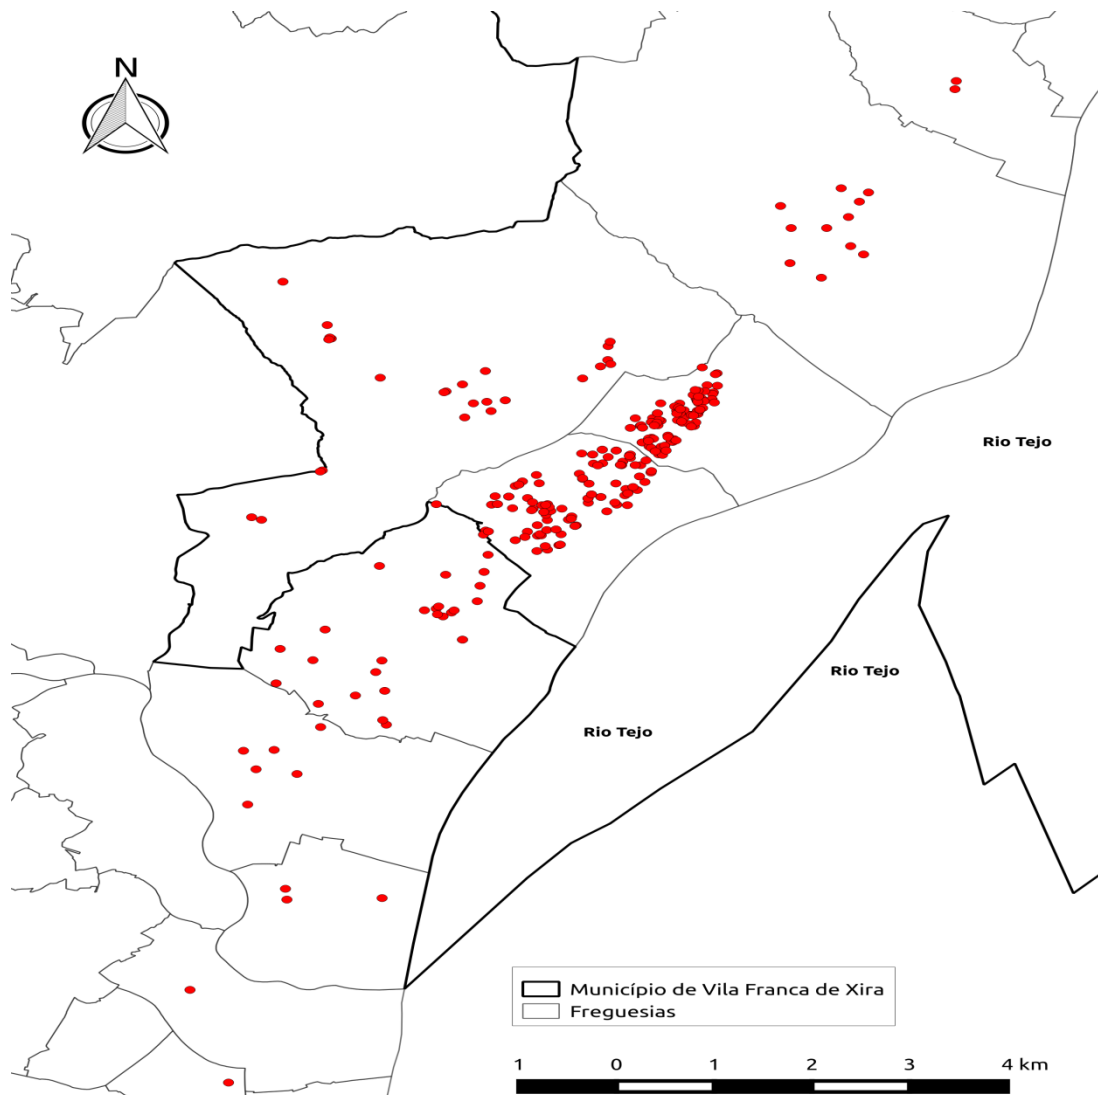 N
Rio Tejo
Rio Tejo
Rio Tejo
Município de Vila Franca de Xira
Freguesias
1 0 1 2 3 4 km